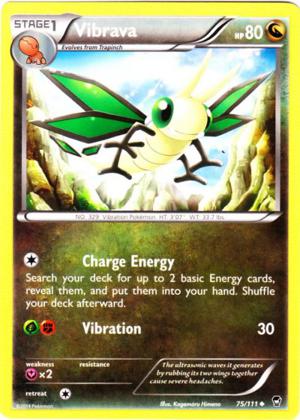 STAGE1 Vibrava HP80
Evolves from Trapinch
NO. 329 Vibration Pokémon HT: 3'07" WT: 33.7 lbs.
Charge Energy
Search your deck for up to 2 basic Energy cards,
reveal them, and put them into your hand. Shuffle
your deck afterward.
Vibration 30
weakness resistance
×2
retreat
The ultrasonic waves it generates
by rubbing its two wings together
cause severe headaches.
©2014 Pokémon Illus. Kagemaru Himeno 75/111